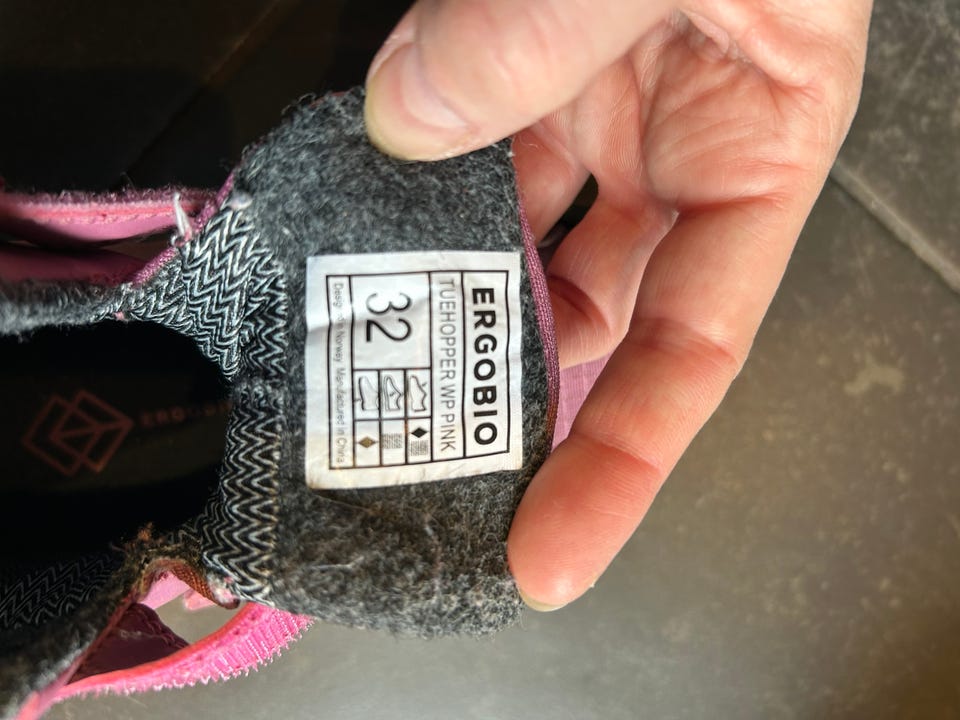 ERGOBIO
TUEHOPPER WP PINK
32
Designed in Norway Manufactured in China